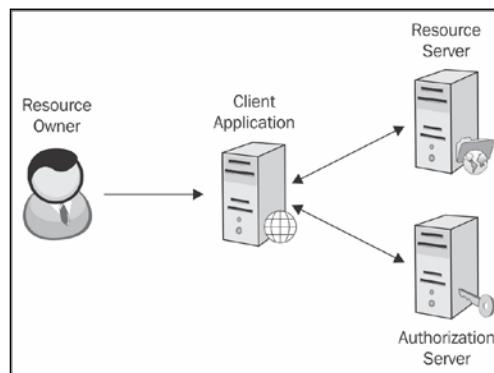 Resource
Server
Client
Application
Resource
Owner
Authorization
Server